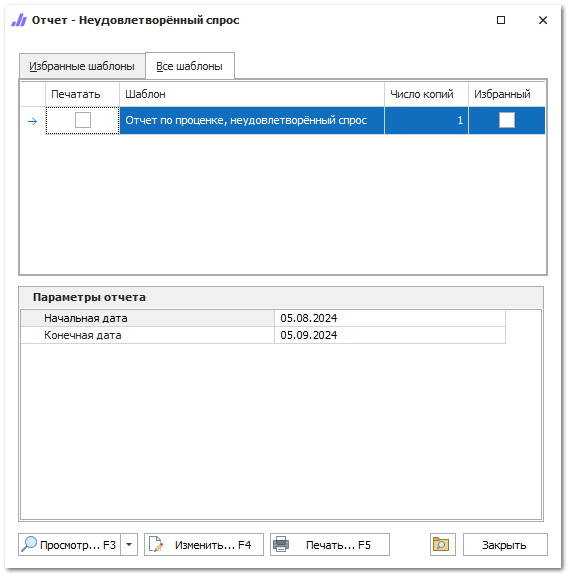 Отчет - Неудовлетворённый спрос
Избранные шаблоны Все шаблоны
Печатать Шаблон Число копий Избранный
Отчет по проценке, неудовлетворённый спрос 1
Параметры отчета
Начальная дата 05.08.2024
Конечная дата 05.09.2024
Просмотр... F3 Изменить... F4 Печать... F5 Закрыть